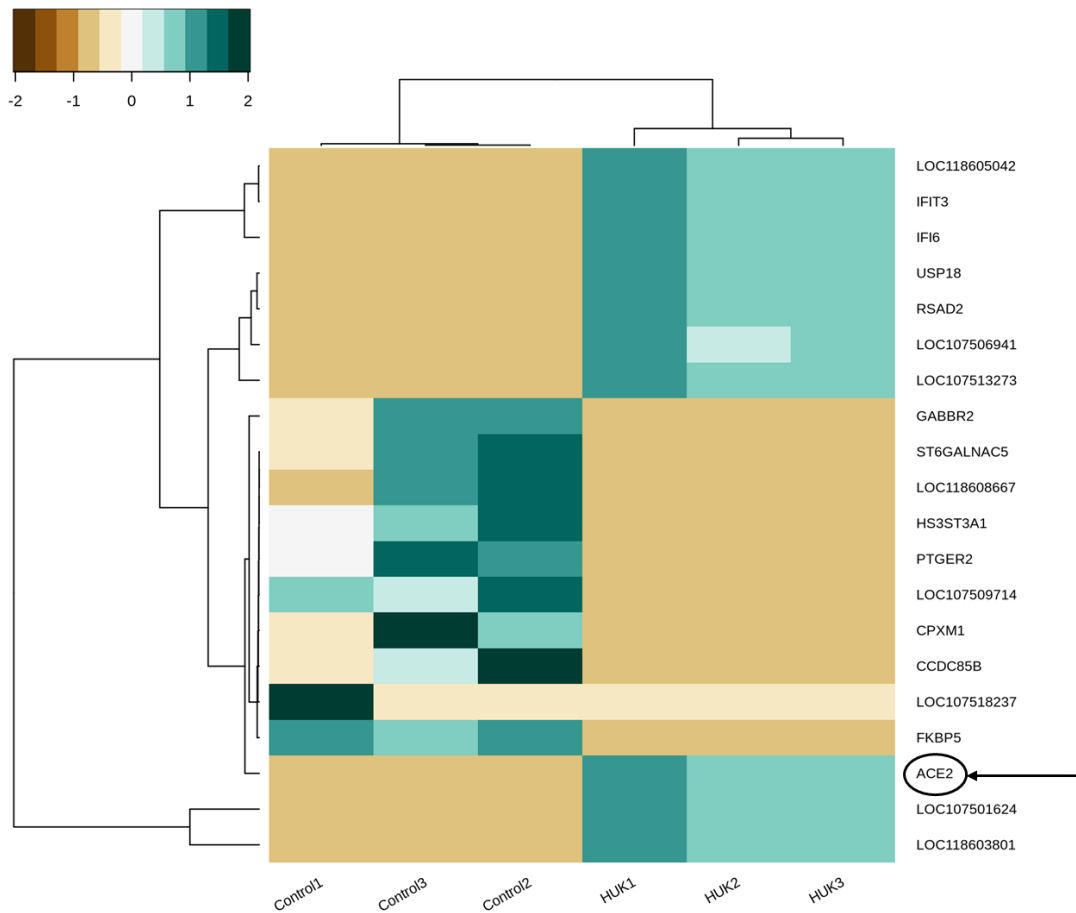 -2 -1 0 1 2
LOC118605042
IFIT3
IFI6
USP18
RSAD2
LOC107506941
LOC107513273
GABBR2
ST6GALNAC5
LOC118608667
HS3ST3A1
PTGER2
LOC107509714
CPXM1
CCDC85B
LOC107518237
FKBP5
ACE2
LOC107501624
LOC118603801
Control1 Control3 Control2 HUK1 HUK2 HUK3